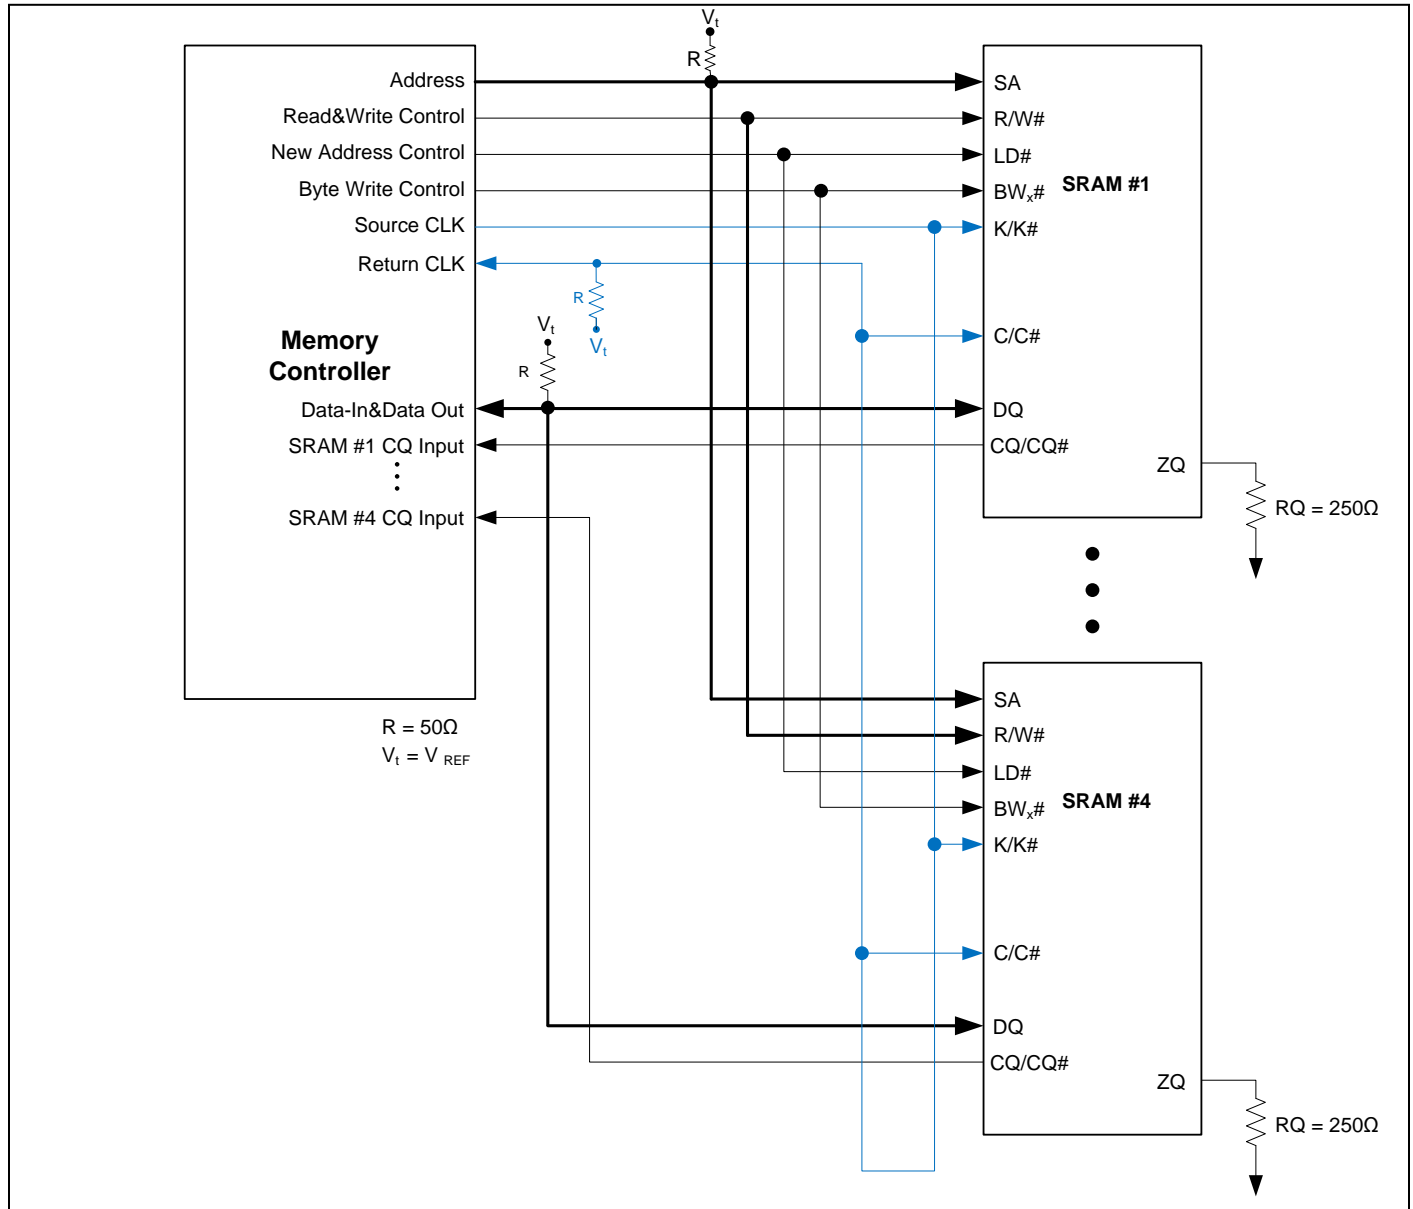 Vt
R
Address
Read&Write Control
New Address Control
Byte Write Control
Source CLK
Return CLK
R
Vt
Vt
R
Memory
Controller
Data-In&Data Out
SRAM #1 CQ Input
SRAM #4 CQ Input
R = 50Ω
Vt = V REF
SA
R/W#
LD#
BWx#
SRAM #1
K/K#
C/C#
DQ
CQ/CQ#
ZQ
RQ = 250Ω
SA
R/W#
LD#
BWx#
SRAM #4
K/K#
C/C#
DQ
CQ/CQ#
ZQ
RQ = 250Ω